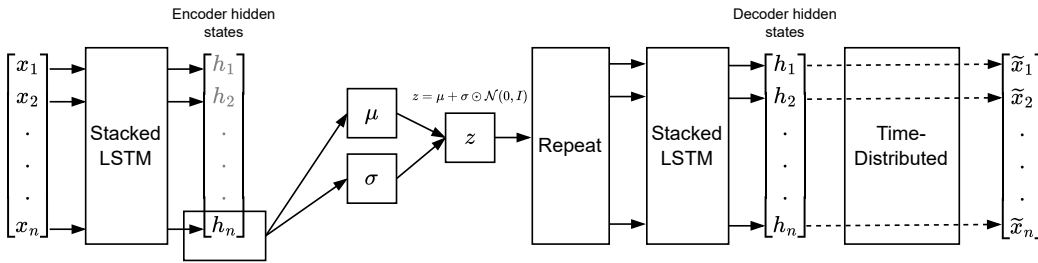 Encoder hidden
states
Decoder hidden
states
x₁
x₂
.
.
xₙ
Stacked
LSTM
h₁
h₂
.
.
.
hₙ
μ
σ
z = μ + σ ⊙ 𝒩(0, I)
z
Repeat
Stacked
LSTM
h₁
h₂
.
.
.
hₙ
Time-
Distributed
x̃₁
x̃₂
.
.
.
x̃ₙ